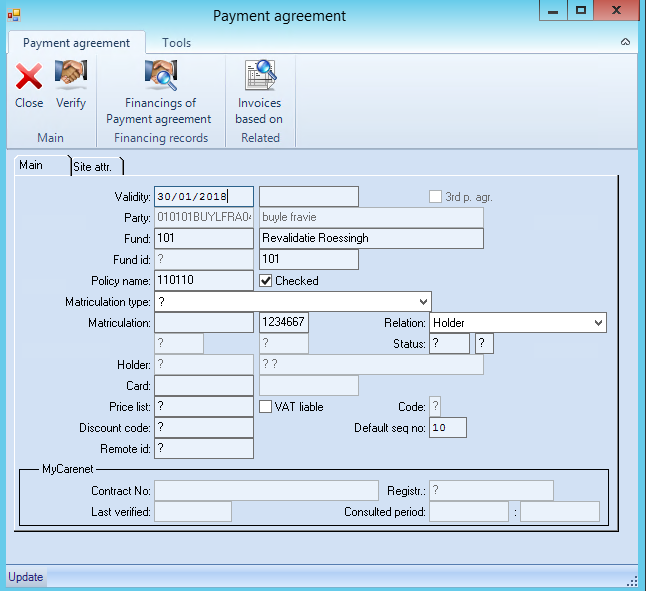 Payment agreement
Payment agreement Tools
Close Verify Financings of Payment agreement Invoices based on
Main Financing records Related
Main Site attr.
Validity: 30/01/2018 3rd p. agr.
Party: 010101BUYLFRA04 buyle fravie
Fund: 101 Revalidatie Roessingh
Fund id: ? 101
Policy name: 110110 Checked
Matriculation type: ?
Matriculation: 1234667 Relation: Holder
? ? Status: ? ?
Holder: ? ? ?
Card:
Price list: ? VAT liable Code: ?
Discount code: ? Default seq no: 10
Remote id: ?
MyCarenet
Contract No: Registr.: ?
Last verified: Consulted period: :
Update